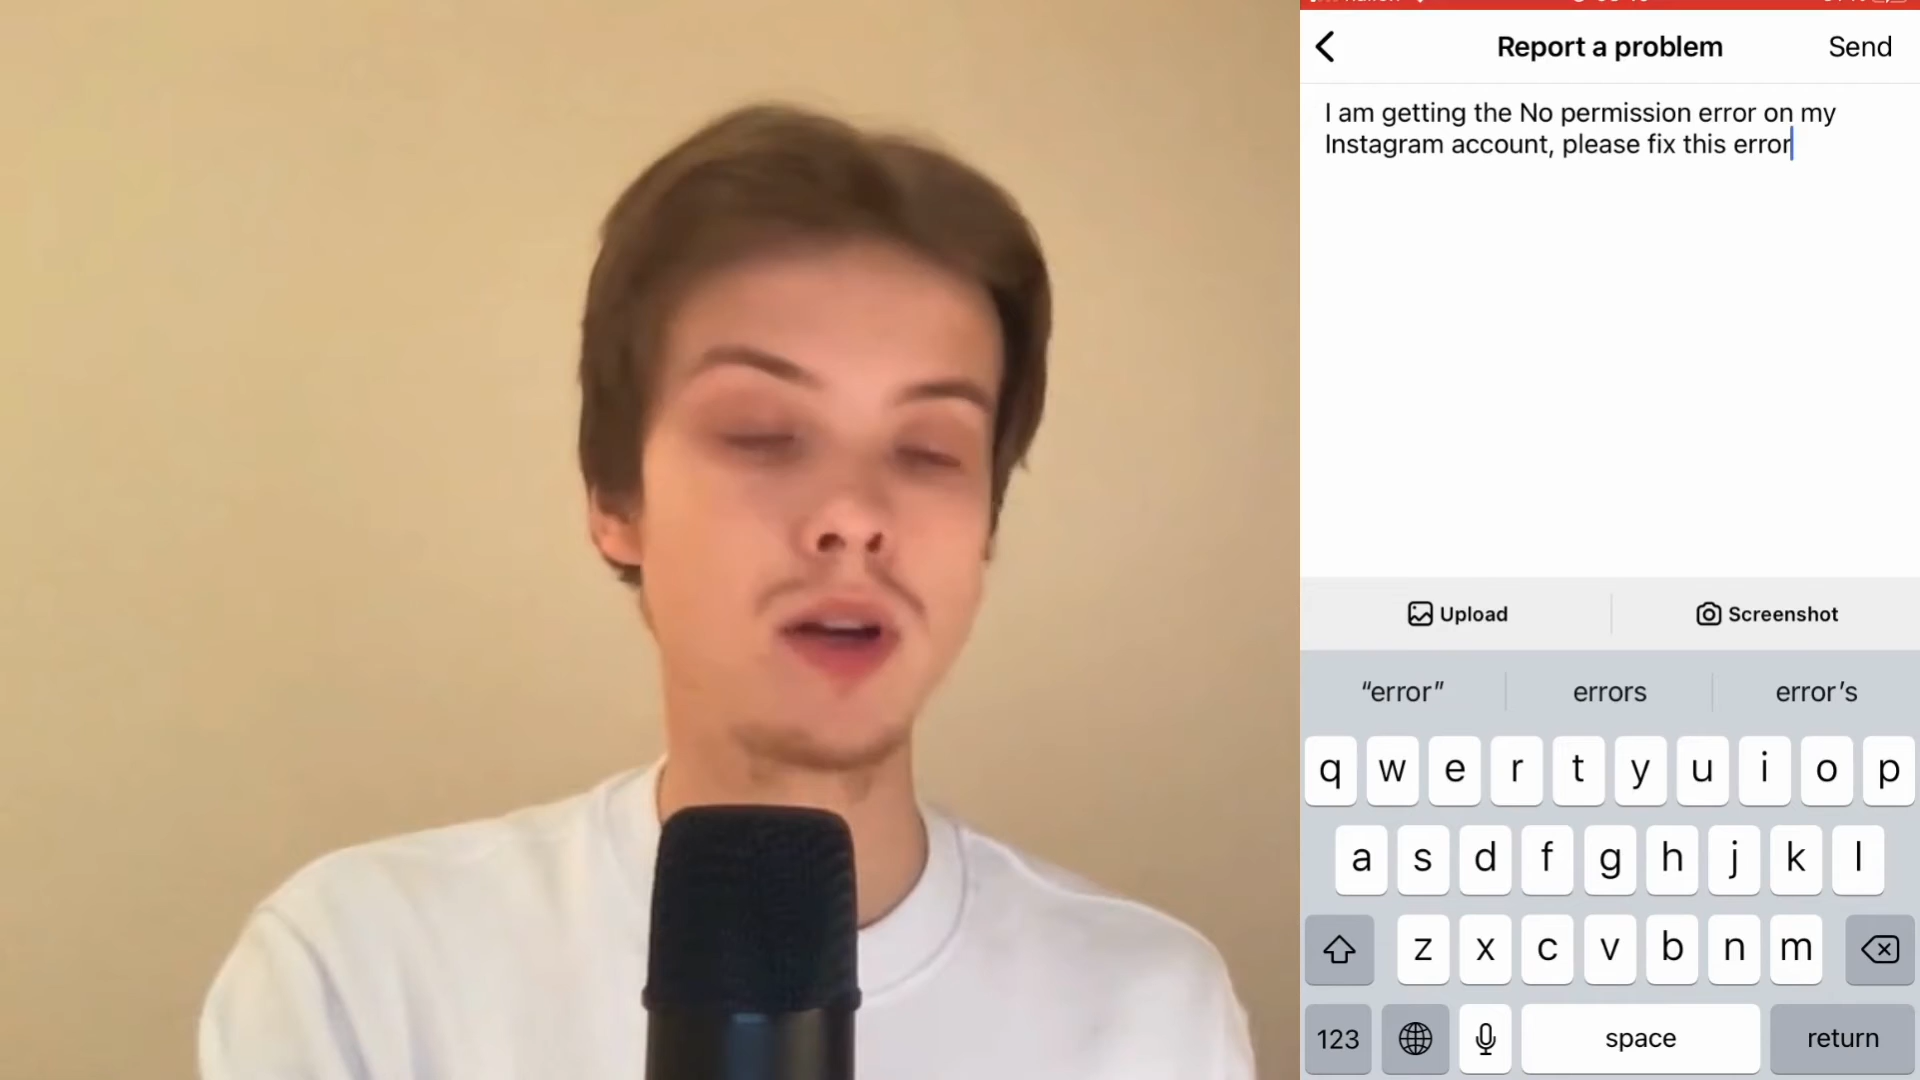 Report a problem
Send
I am getting the No permission error on my
Instagram account, please fix this error
Upload
Screenshot
“error”
errors
error’s
q w e r t y u i o p
a s d f g h j k l
z x c v b n m
123
space
return